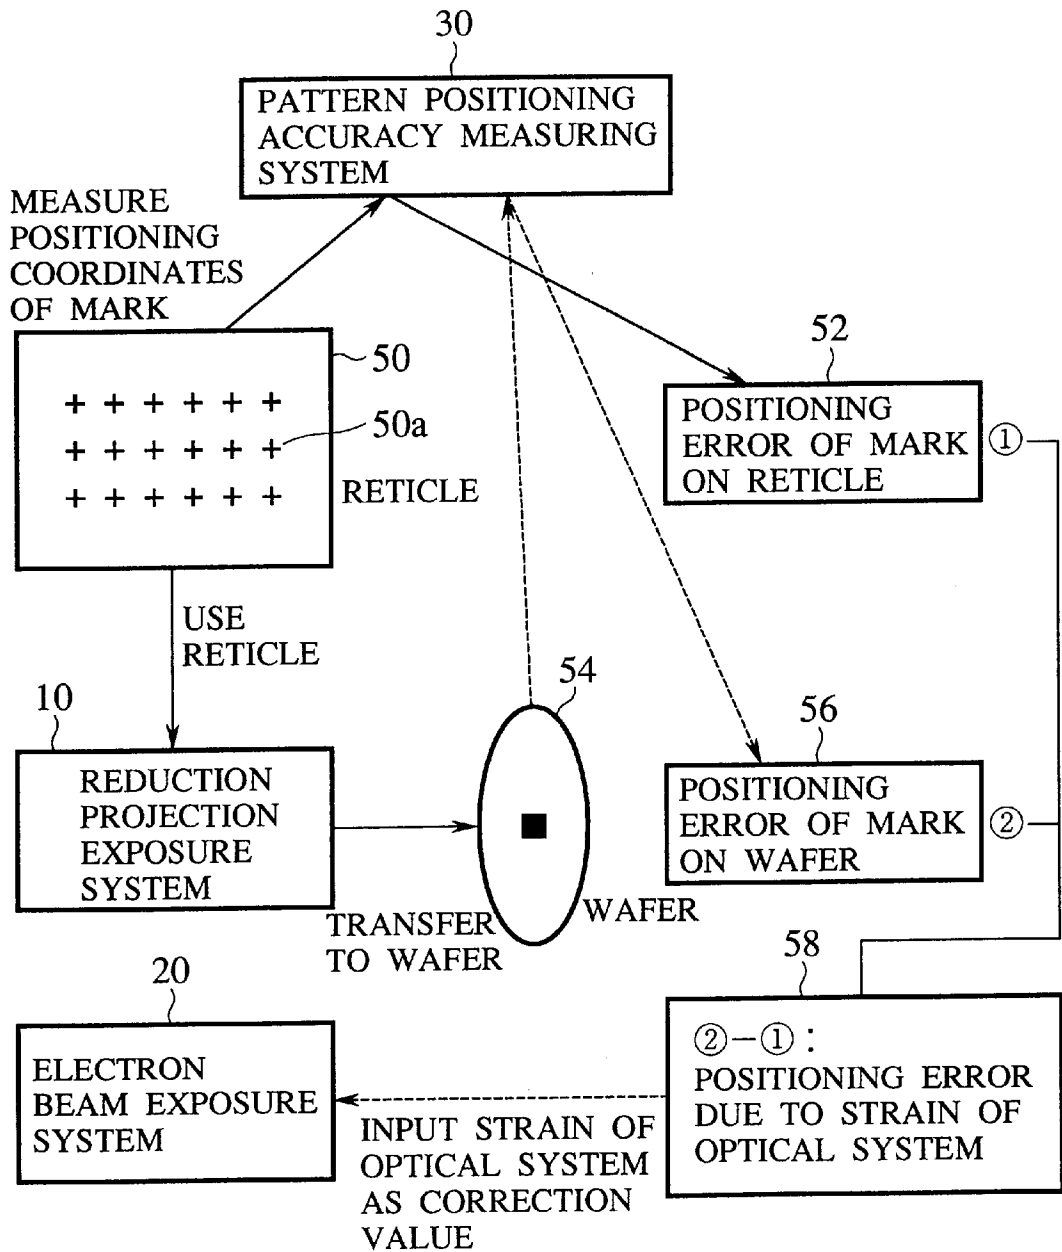 30
PATTERN POSITIONING
ACCURACY MEASURING
SYSTEM
MEASURE
POSITIONING
COORDINATES
OF MARK
50
50a
RETICLE
52
POSITIONING
ERROR OF MARK
ON RETICLE
①
USE
RETICLE
10
REDUCTION
PROJECTION
EXPOSURE
SYSTEM
TRANSFER
TO WAFER
54
WAFER
56
POSITIONING
ERROR OF MARK
ON WAFER
②
20
ELECTRON
BEAM EXPOSURE
SYSTEM
58
②－①：
POSITIONING ERROR
DUE TO STRAIN OF
OPTICAL SYSTEM
INPUT STRAIN OF
OPTICAL SYSTEM
AS CORRECTION
VALUE